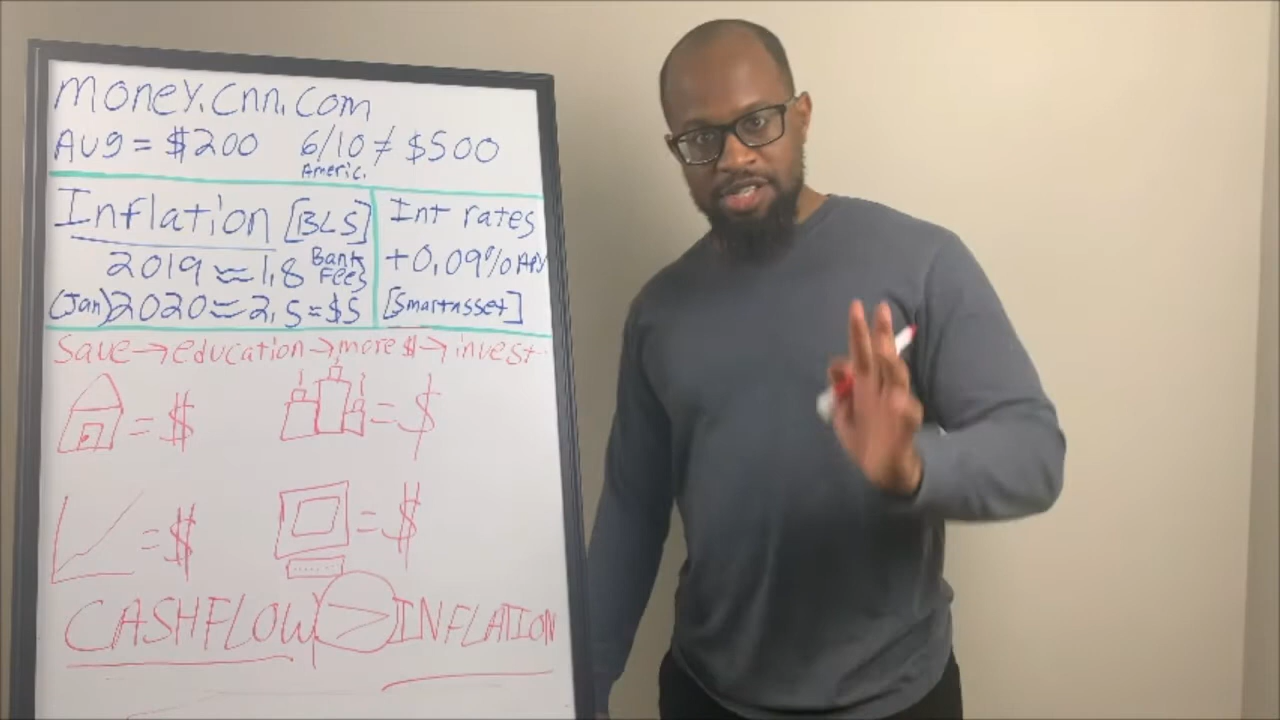 money.cnn.com
Aug = $200 6/10 ≠ $500
Americ.
Inflation [BLS]
2019 ≈ 1.8 Bank Fees
(Jan) 2020 ≈ 2.5 = $5
Int rates
+0.09% APY
[Smartasset]
Save → education → more $ → invest
= $
= $
= $
= $
CASHFLOW > INFLATION